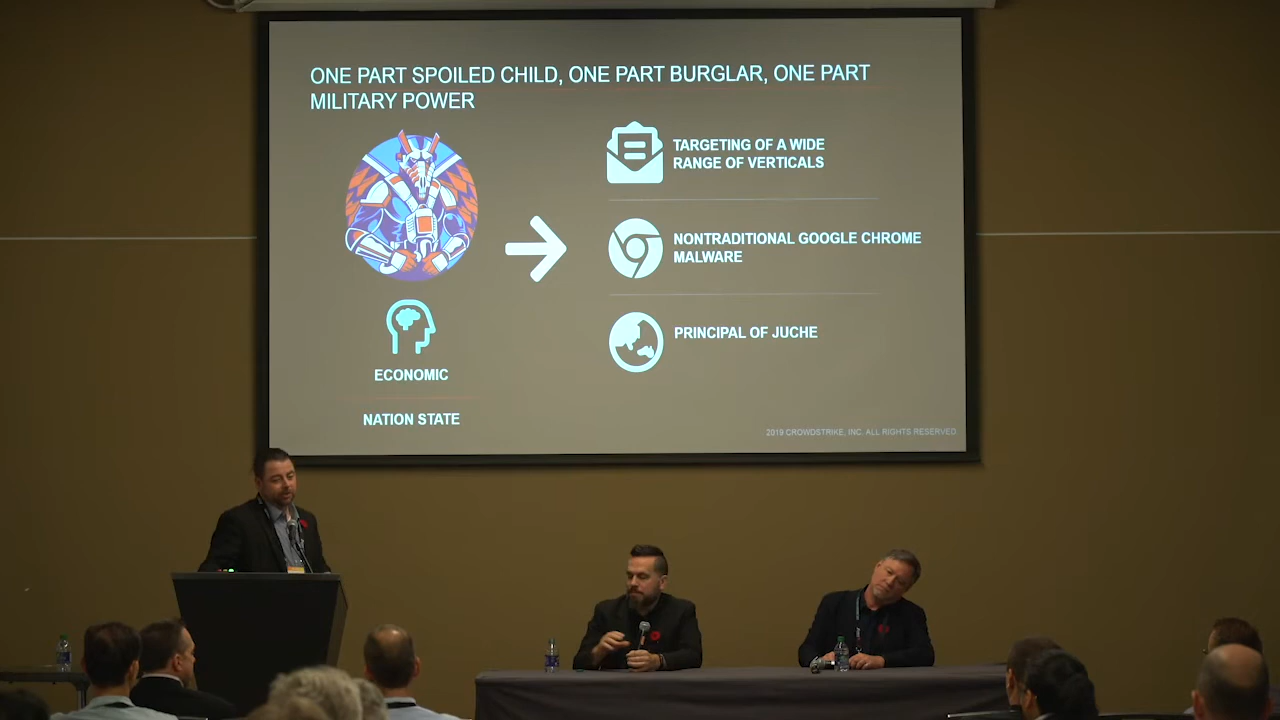 ONE PART SPOILED CHILD, ONE PART BURGLAR, ONE PART
MILITARY POWER
TARGETING OF A WIDE
RANGE OF VERTICALS
NONTRADITIONAL GOOGLE CHROME
MALWARE
PRINCIPAL OF JUCHE
ECONOMIC
NATION STATE
2019 CROWDSTRIKE, INC. ALL RIGHTS RESERVED